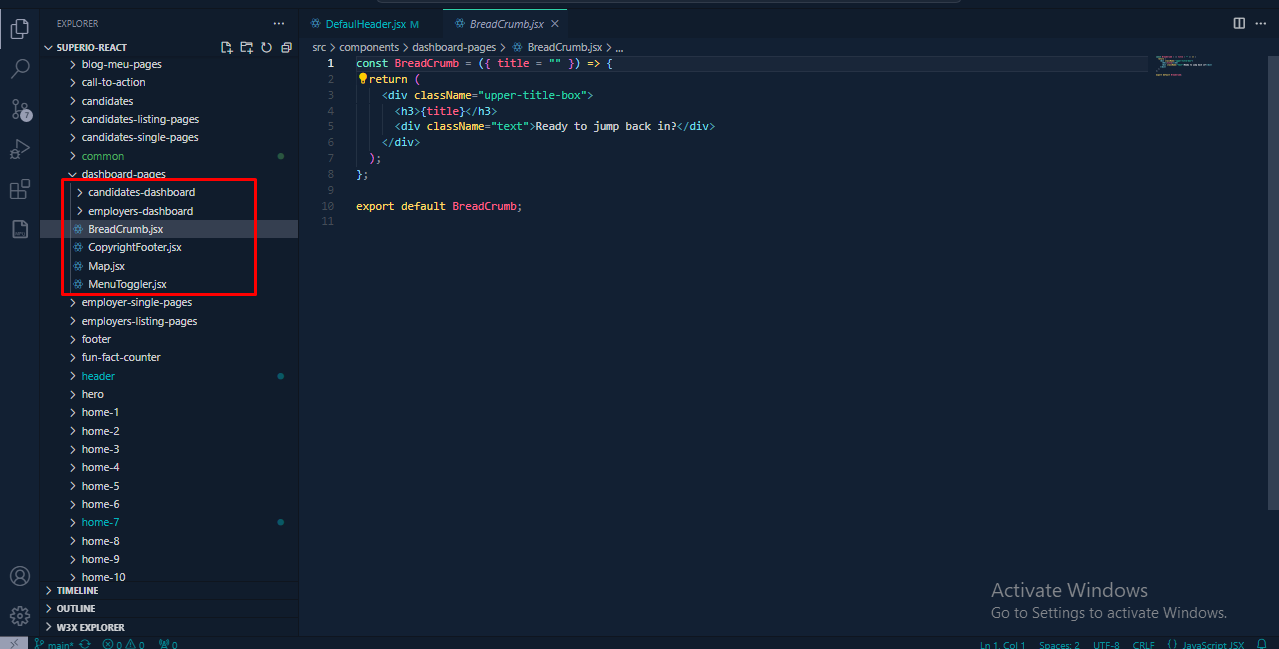 EXPLORER
SUPERIO-REACT
blog-meu-pages
call-to-action
candidates
candidates-listing-pages
candidates-single-pages
common
dashboard-pages
candidates-dashboard
employers-dashboard
BreadCrumb.jsx
CopyrightFooter.jsx
Map.jsx
MenuToggler.jsx
employer-single-pages
employers-listing-pages
footer
fun-fact-counter
header
hero
home-1
home-2
home-3
home-4
home-5
home-6
home-7
home-8
home-9
home-10
TIMELINE
OUTLINE
W3X EXPLORER
7
DefaulHeader.jsx M
BreadCrumb.jsx
src > components > dashboard-pages > BreadCrumb.jsx > ...
1 const BreadCrumb = ({ title = "" }) => {
2 return (
3 <div className="upper-title-box">
4 <h3>{title}</h3>
5 <div className="text">Ready to jump back in?</div>
6 </div>
7 );
8 };
9
10 export default BreadCrumb;
11
Activate Windows
Go to Settings to activate Windows.
main* 0 0 0
Ln 1, Col 1 Spaces: 2 UTF-8 CRLF {} JavaScript JSX